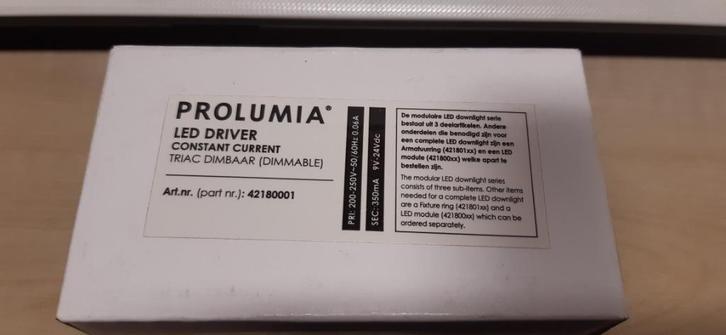 PROLUMIA®
LED DRIVER
CONSTANT CURRENT
TRIAC DIMBAAR (DIMMABLE)
Art.nr. (part nr.): 42180001
PRI: 200-250V~50/60Hz 0.06A
SEC: 350mA 9V-24Vdc
De modulaire LED downlight serie
bestaat uit 3 deelartikelen. Andere
onderdelen die benodigd zijn voor
een complete LED downlight zijn een
Armatuurring (421801xx) en een LED
module (421800xx) welke apart te
bestellen zijn.
The modular LED downlight series
consists of three sub-items. Other items
needed for a complete LED downlight
are a Fixture ring (421801xx) and a
LED module (421800xx) which can be
ordered separately.